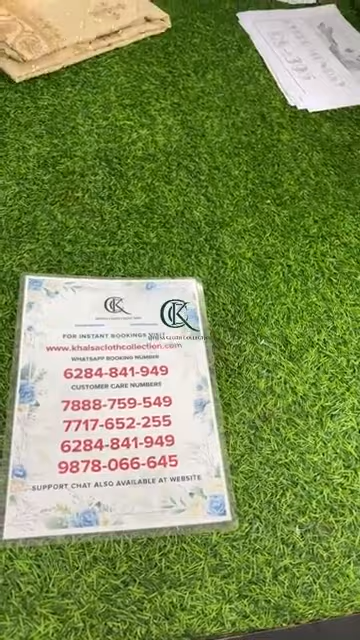 CK
CK
FOR INSTANT BOOKINGS VISIT
www.khalsaclothcollection.com
WHATSAPP BOOKING NUMBER
6284-841-949
CUSTOMER CARE NUMBERS
7888-759-549
7717-652-255
6284-841-949
9878-066-645
SUPPORT CHAT ALSO AVAILABLE AT WEBSITE